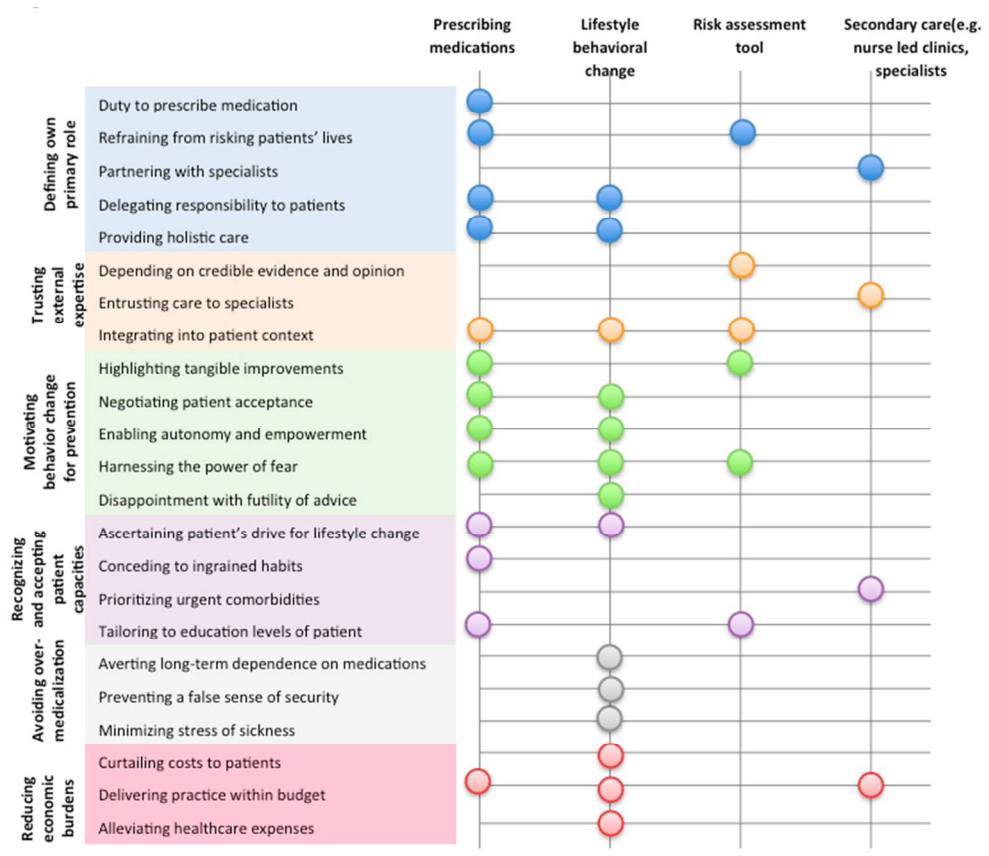 Prescribing
medications
Lifestyle
behavioral
change
Risk assessment
tool
Secondary care(e.g.
nurse led clinics,
specialists
Defining own
primary role
Duty to prescribe medication
Refraining from risking patients’ lives
Partnering with specialists
Delegating responsibility to patients
Providing holistic care
Trusting
external
expertise
Depending on credible evidence and opinion
Entrusting care to specialists
Integrating into patient context
Motivating
behavior change
for prevention
Highlighting tangible improvements
Negotiating patient acceptance
Enabling autonomy and empowerment
Harnessing the power of fear
Disappointment with futility of advice
Recognizing
and accepting
patient
capacities
Ascertaining patient’s drive for lifestyle change
Conceding to ingrained habits
Prioritizing urgent comorbidities
Tailoring to education levels of patient
Avoiding over-
medicalization
Averting long-term dependence on medications
Preventing a false sense of security
Minimizing stress of sickness
Reducing
economic
burdens
Curtailing costs to patients
Delivering practice within budget
Alleviating healthcare expenses